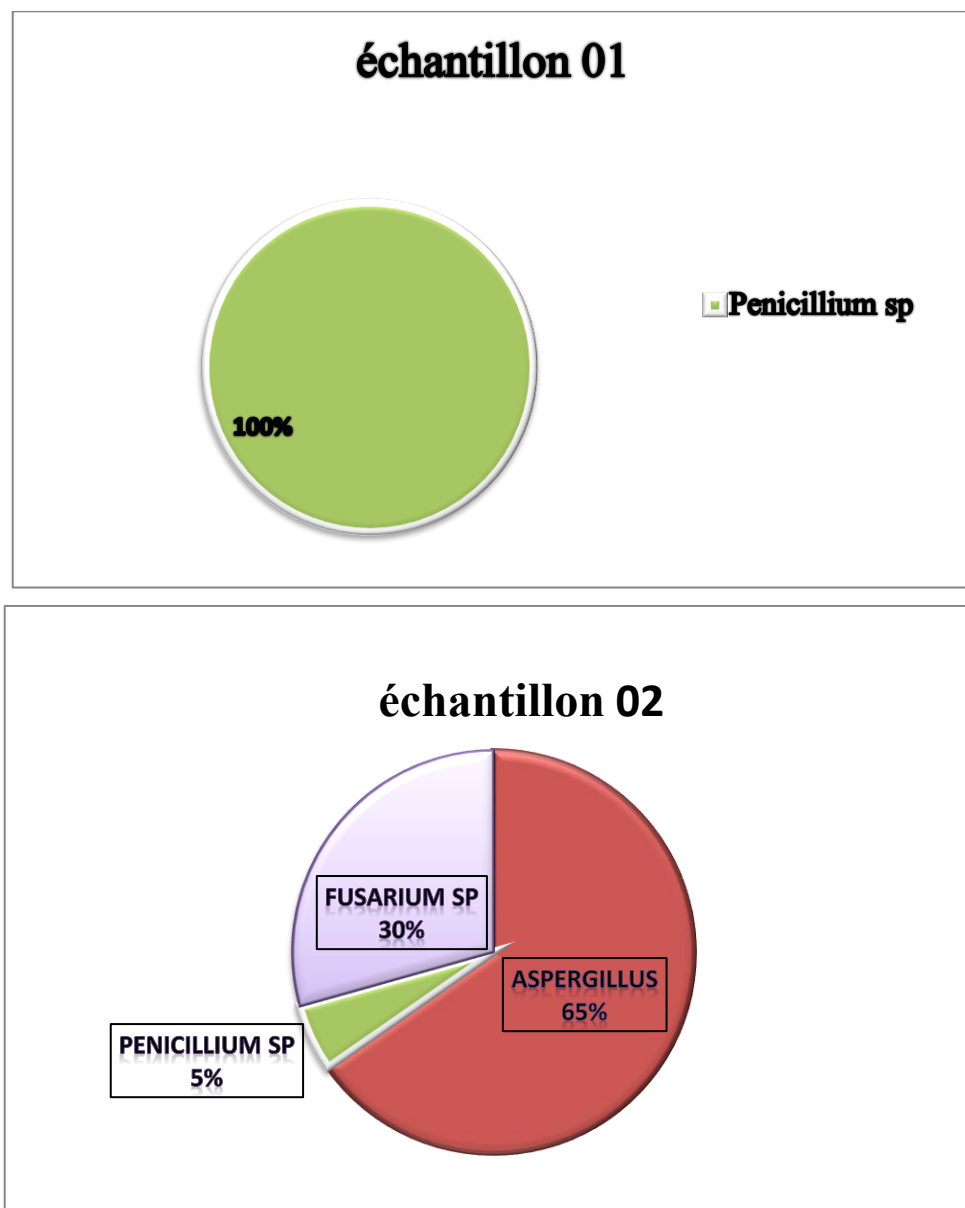 échantillon 01
Penicillium sp
100%
échantillon 02
FUSARIUM SP
30%
ASPERGILLUS
65%
PENICILLIUM SP
5%